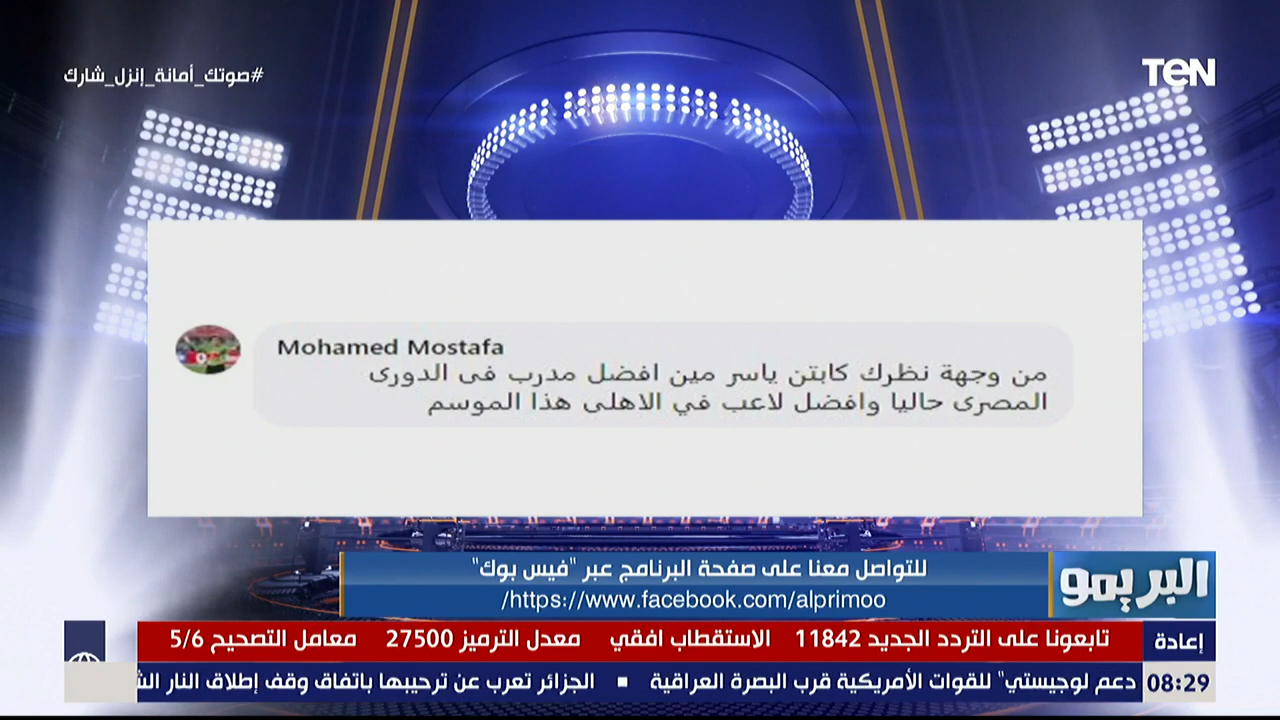 #صوتك_أمانة_إنزل_شارك
TEN
Mohamed Mostafa
من وجهة نظرك كابتن ياسر مين افضل مدرب فى الدورى
المصرى حاليا وافضل لاعب في الاهلى هذا الموسم
البريمو
للتواصل معنا على صفحة البرنامج عبر "فيس بوك"
https://www.facebook.com/alprimoo/
إعادة
تابعونا على التردد الجديد 11842 الاستقطاب افقي معدل الترميز 27500 معامل التصحيح 5/6
08:29
دعم لوجيستي" للقوات الأمريكية قرب البصرة العراقية ■ الجزائر تعرب عن ترحيبها باتفاق وقف إطلاق النار